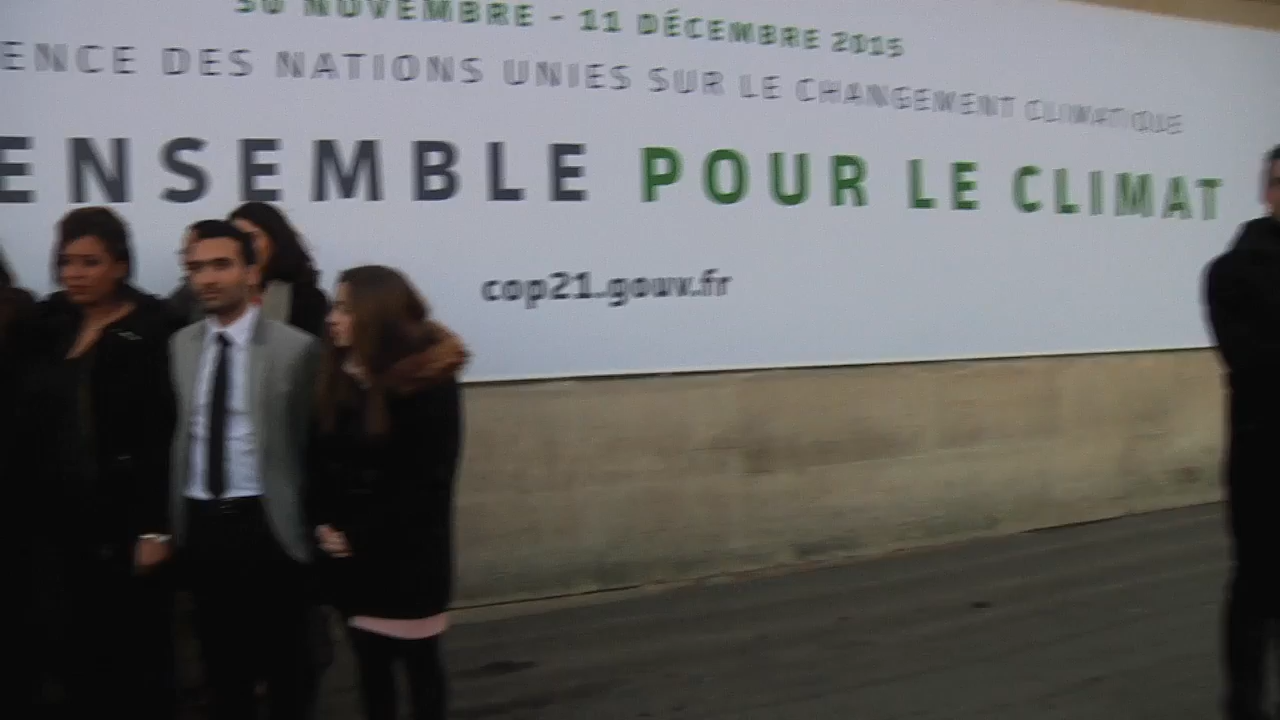 30 NOVEMBRE - 11 DÉCEMBRE 2015
ENCE DES NATIONS UNIES SUR LE CHANGEMENT CLIMATIQUE
ENSEMBLE POUR LE CLIMAT
cop21.gouv.fr